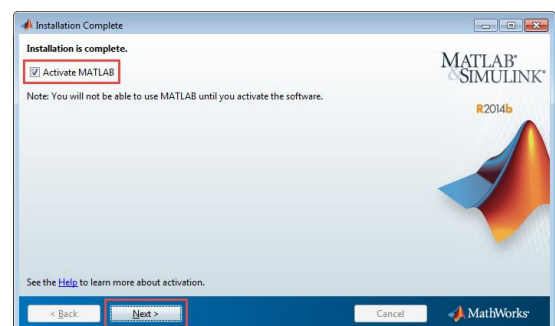 Installation Complete
Installation is complete.
Activate MATLAB
Note: You will not be able to use MATLAB until you activate the software.
MATLAB®
&SIMULINK®
R2014b
See the Help to learn more about activation.
< Back
Next >
Cancel
MathWorks®